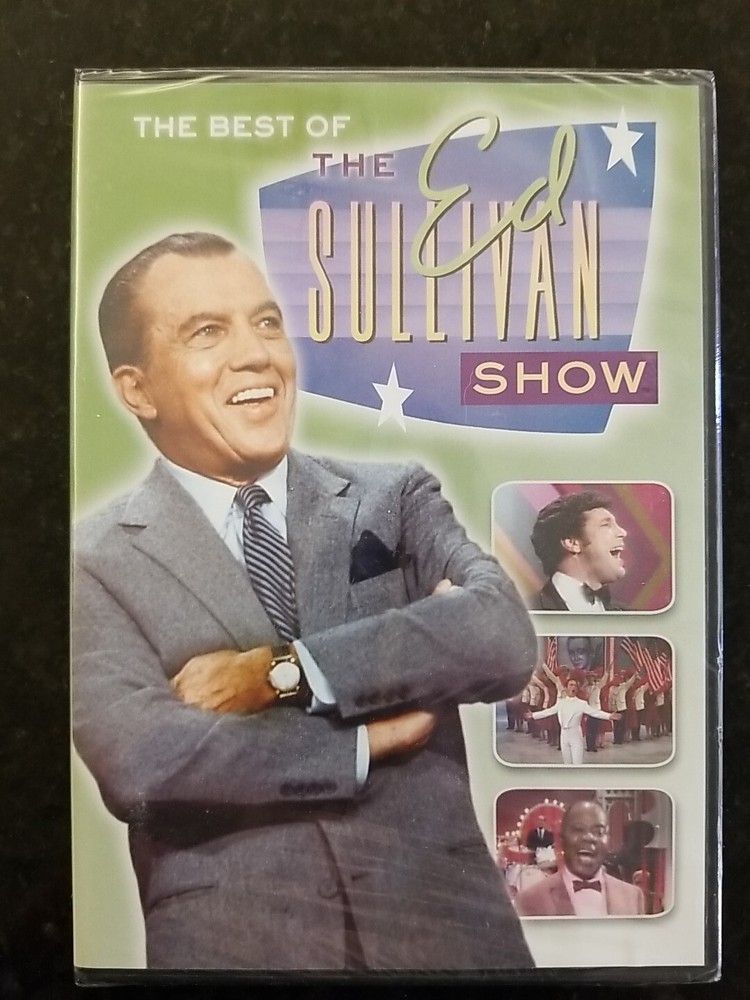 THE BEST OF
THE Ed
SULLIVAN
SHOW